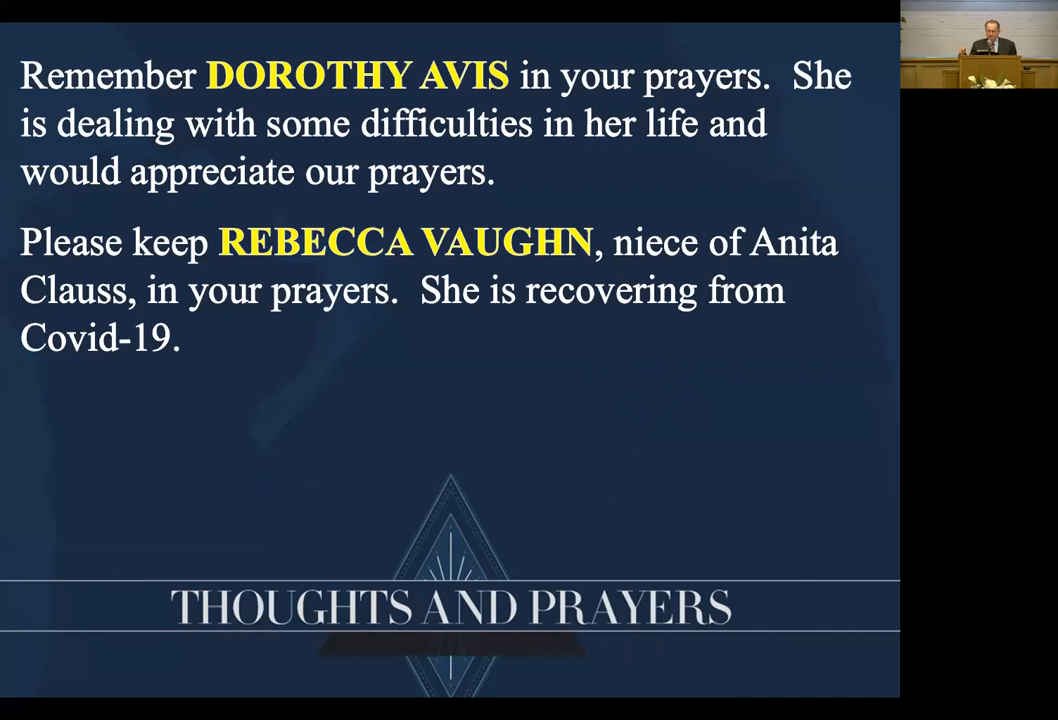 Remember DOROTHY AVIS in your prayers.  She
is dealing with some difficulties in her life and
would appreciate our prayers.
Please keep REBECCA VAUGHN, niece of Anita
Clauss, in your prayers.  She is recovering from
Covid-19.
THOUGHTS AND PRAYERS